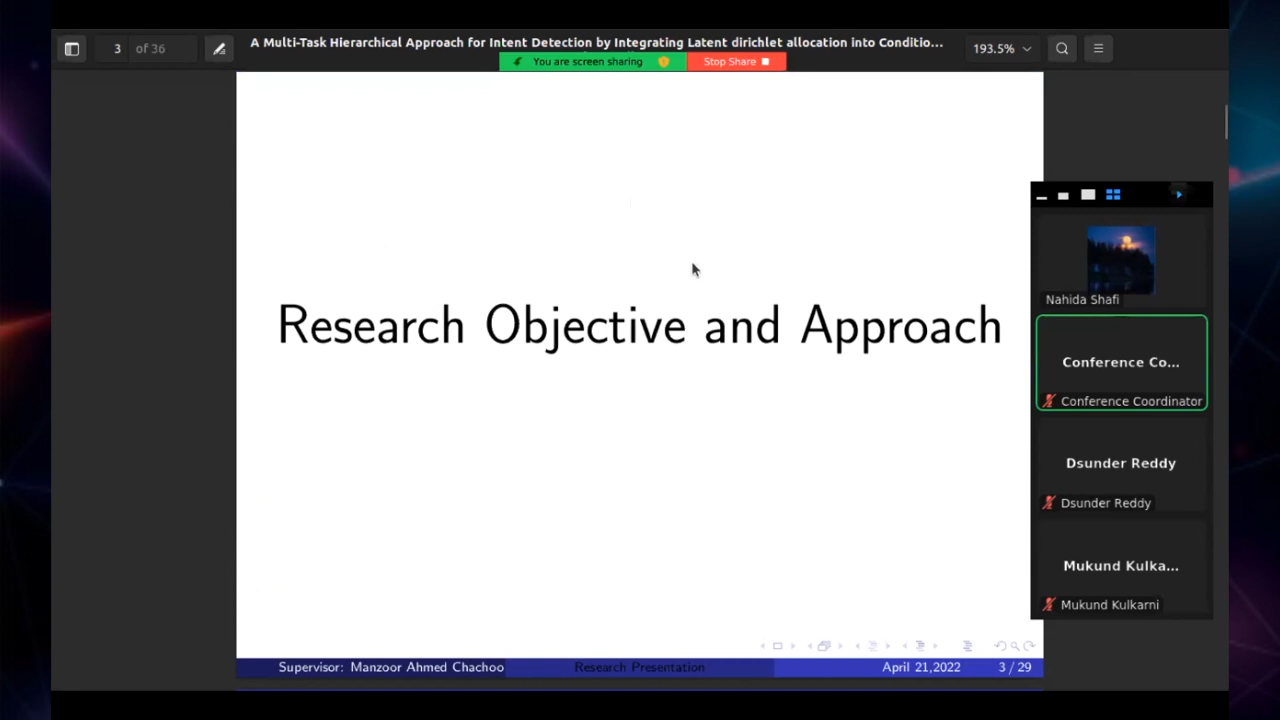 3 of 36
A Multi-Task Hierarchical Approach for Intent Detection by Integrating Latent dirichlet allocation into Conditio...
193.5%
You are screen sharing
Stop Share
Research Objective and Approach
Nahida Shafi
Conference Co...
Conference Coordinator
Dsunder Reddy
Dsunder Reddy
Mukund Kulka...
Mukund Kulkarni
Supervisor: Manzoor Ahmed Chachoo
Research Presentation
April 21,2022
3 / 29